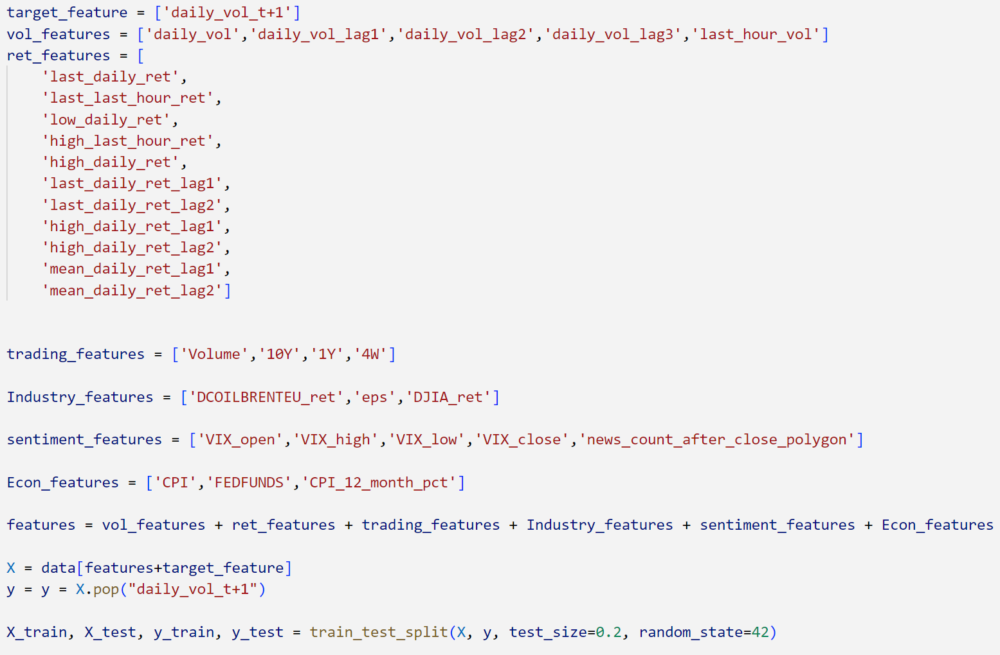 target_feature = ['daily_vol_t+1']
vol_features = ['daily_vol','daily_vol_lag1','daily_vol_lag2','daily_vol_lag3','last_hour_vol']
ret_features = [
    'last_daily_ret',
    'last_last_hour_ret',
    'low_daily_ret',
    'high_last_hour_ret',
    'high_daily_ret',
    'last_daily_ret_lag1',
    'last_daily_ret_lag2',
    'high_daily_ret_lag1',
    'high_daily_ret_lag2',
    'mean_daily_ret_lag1',
    'mean_daily_ret_lag2']
trading_features = ['Volume','10Y','1Y','4W']
Industry_features = ['DCOILBRENTEU_ret','eps','DJIA_ret']
sentiment_features = ['VIX_open','VIX_high','VIX_low','VIX_close','news_count_after_close_polygon']
Econ_features = ['CPI','FEDFUNDS','CPI_12_month_pct']
features = vol_features + ret_features + trading_features + Industry_features + sentiment_features + Econ_features
X = data[features+target_feature]
y = y = X.pop("daily_vol_t+1")
X_train, X_test, y_train, y_test = train_test_split(X, y, test_size=0.2, random_state=42)